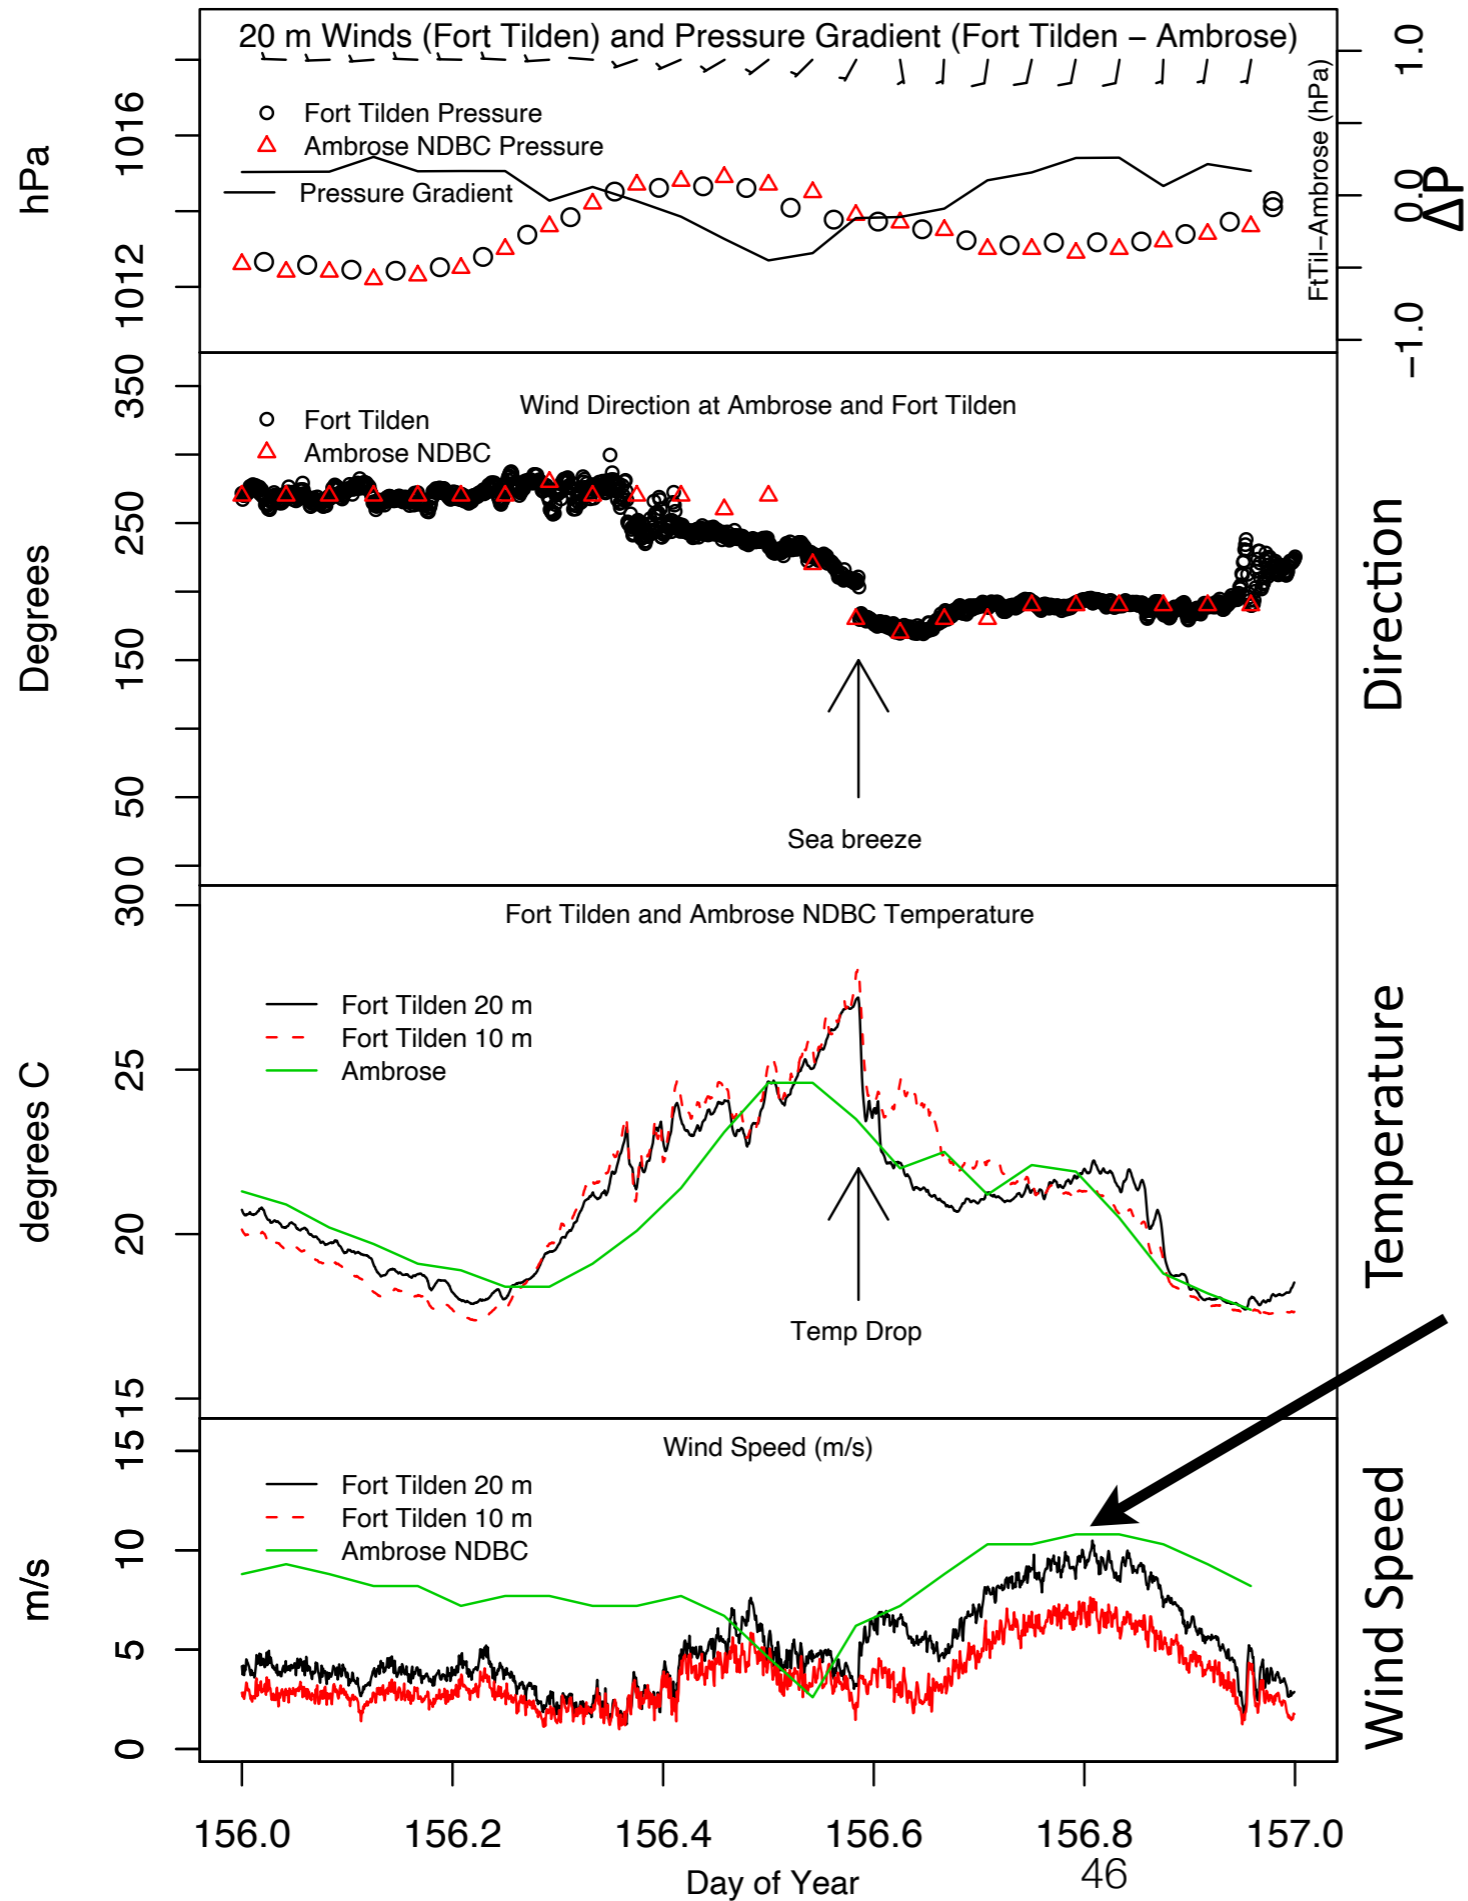 20 m Winds (Fort Tilden) and Pressure Gradient (Fort Tilden − Ambrose)
Fort Tilden Pressure
Ambrose NDBC Pressure
Pressure Gradient
hPa
1012 1016
FtTil−Ambrose (hPa)
−1.0 0.0 1.0
ΔP
Wind Direction at Ambrose and Fort Tilden
Fort Tilden
Ambrose NDBC
Sea breeze
Degrees
0 50 150 250 350
Direction
Fort Tilden and Ambrose NDBC Temperature
Fort Tilden 20 m
Fort Tilden 10 m
Ambrose
Temp Drop
degrees C
15 20 25 30
Temperature
Wind Speed (m/s)
Fort Tilden 20 m
Fort Tilden 10 m
Ambrose NDBC
m/s
0 5 10 15
Wind Speed
156.0 156.2 156.4 156.6 156.8 157.0
Day of Year
46